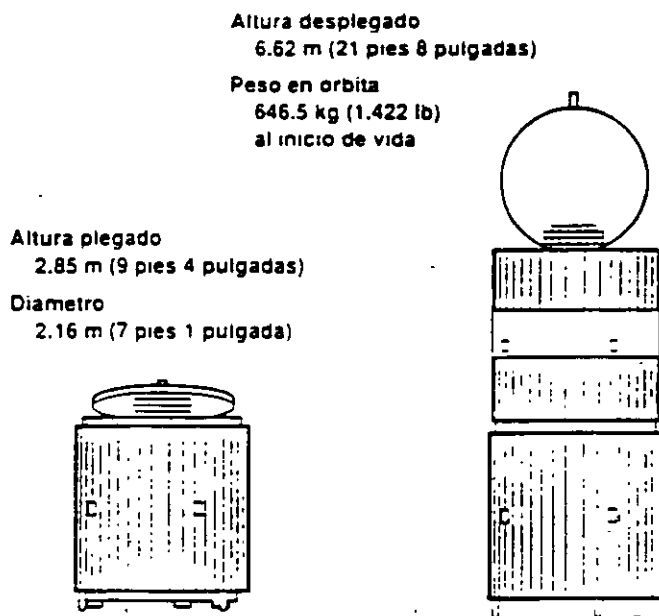 Altura desplegado
6.62 m (21 pies 8 pulgadas)
Peso en orbita
646.5 kg (1.422 lb)
al inicio de vida
Altura plegado
2.85 m (9 pies 4 pulgadas)
Diametro
2.16 m (7 pies 1 pulgada)